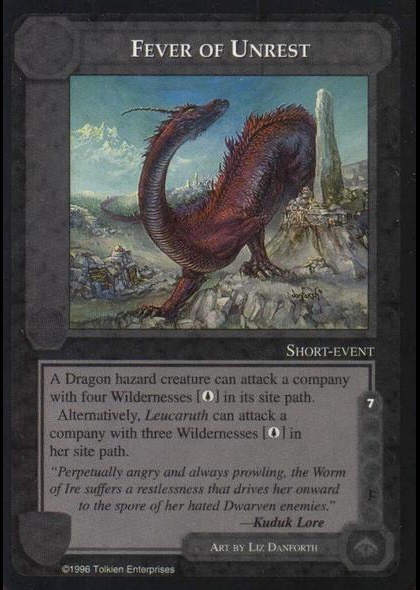 FEVER OF UNREST
danforth
SHORT-EVENT
A Dragon hazard creature can attack a company
with four Wildernesses [] in its site path.
Alternatively, Leucaruth can attack a
company with three Wildernesses [] in
her site path.
7
"Perpetually angry and always prowling, the Worm
of Ire suffers a restlessness that drives her onward
to the spore of her hated Dwarven enemies."
—Kuduk Lore
ART BY LIZ DANFORTH
©1996 Tolkien Enterprises